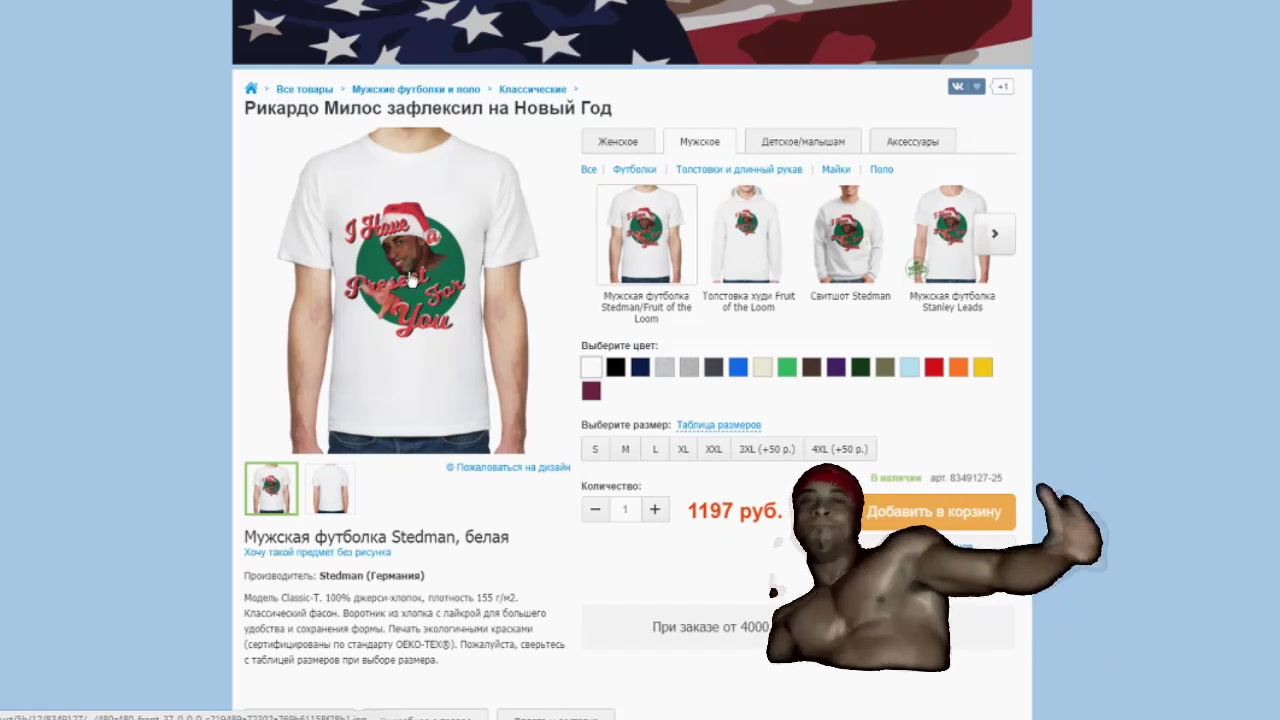 Все товары > Мужские футболки и поло > Классические >
+1
Рикардо Милос зафлексил на Новый Год
Женское Мужское Детское/малышам Аксессуары
Все | Футболки | Толстовки и длинный рукав | Майки | Поло
I Have a
Present
For
You
Мужская футболка
Stedman/Fruit of the
Loom
Толстовка худи Fruit
of the Loom
Свитшот Stedman
Мужская футболка
Stanley Leads
Выберите цвет:
Выберите размер: Таблица размеров
S M L XL XXL 3XL (+50 р.) 4XL (+50 р.)
© Пожаловаться на дизайн
В наличии арт. 8349127-25
Количество:
− 1 +
1197 руб.
Добавить в корзину
Мужская футболка Stedman, белая
Хочу такой предмет без рисунка
Производитель: Stedman (Германия)
Модель Classic-T. 100% джерси-хлопок, плотность 155 г/м2.
Классический фасон. Воротник из хлопка с лайкрой для большего
удобства и сохранения формы. Печать экологичными красками
(сертифицированы по стандарту OEKO-TEX®). Пожалуйста, сверьтесь
с таблицей размеров при выборе размера.
При заказе от 4000